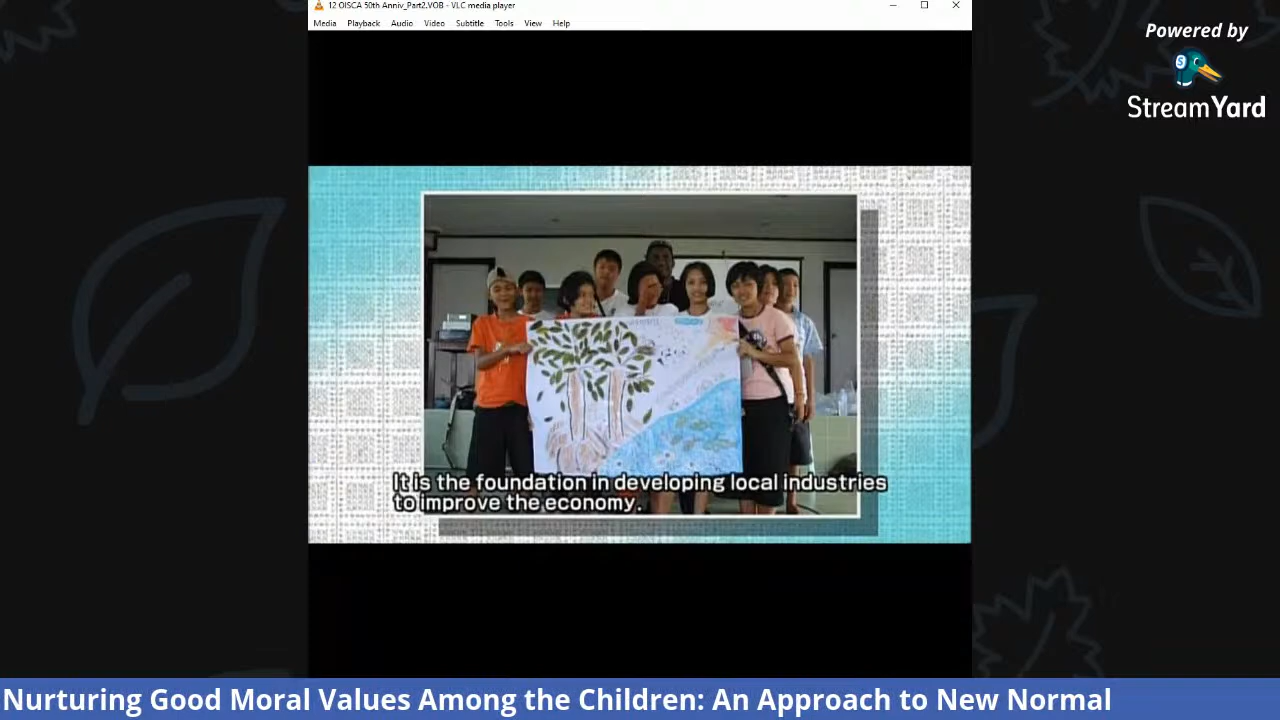 12 OISCA 50th Anniv_Part2.VOB - VLC media player
Media Playback Audio Video Subtitle Tools View Help
Powered by
StreamYard
It is the foundation in developing local industries
to improve the economy.
Nurturing Good Moral Values Among the Children: An Approach to New Normal